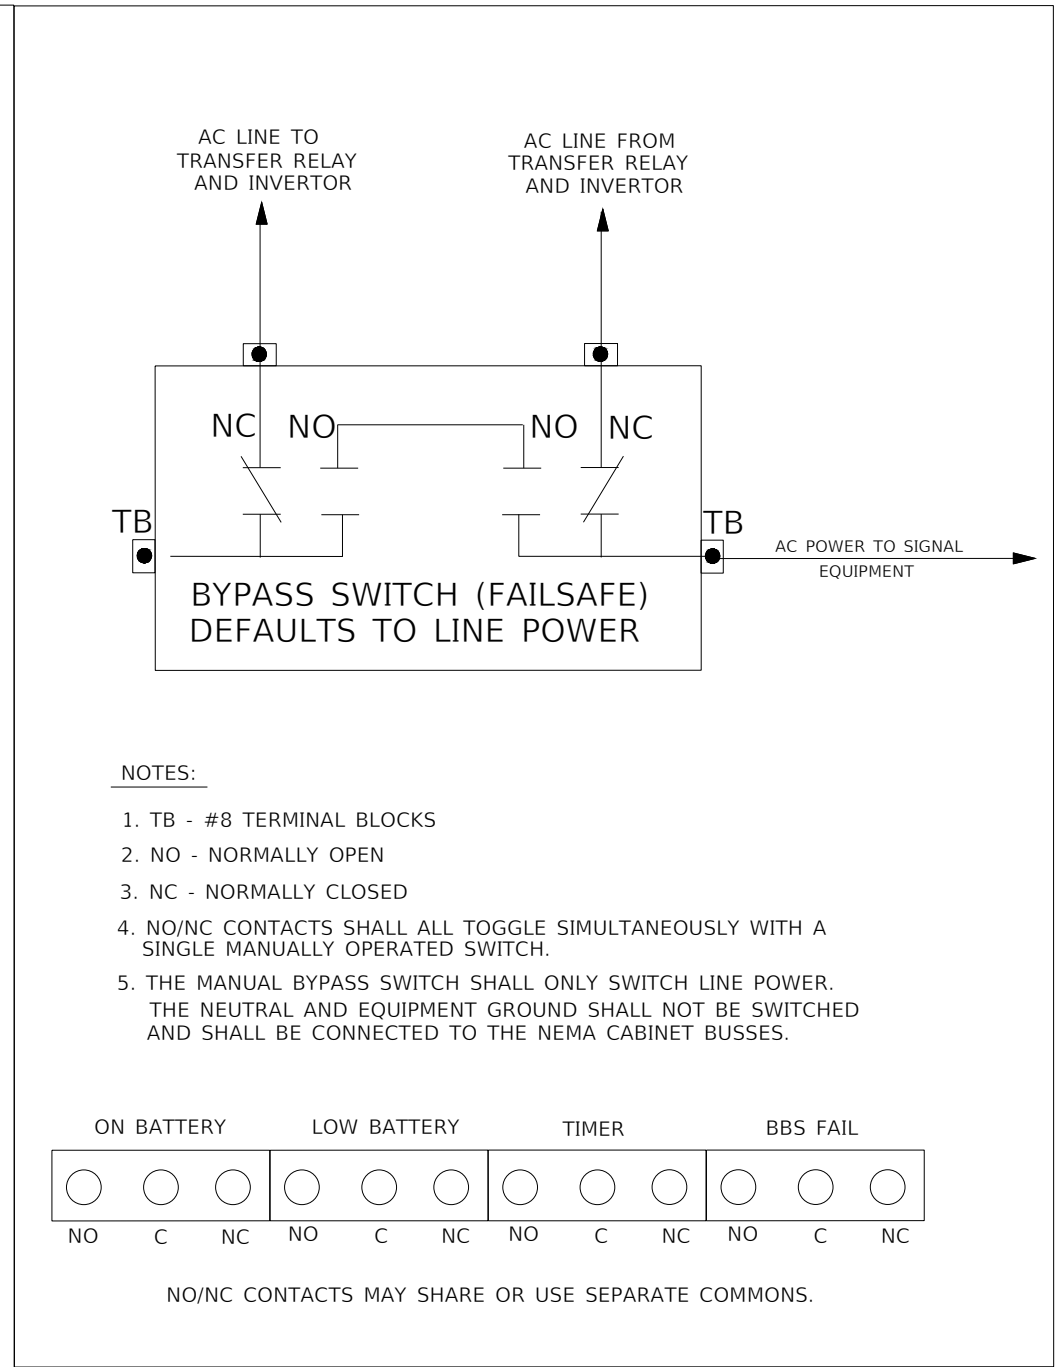 AC LINE TO
TRANSFER RELAY
AND INVERTOR
AC LINE FROM
TRANSFER RELAY
AND INVERTOR
NC NO NO NC
TB
TB
AC POWER TO SIGNAL
EQUIPMENT
BYPASS SWITCH (FAILSAFE)
DEFAULTS TO LINE POWER
NOTES:
1. TB - #8 TERMINAL BLOCKS
2. NO - NORMALLY OPEN
3. NC - NORMALLY CLOSED
4. NO/NC CONTACTS SHALL ALL TOGGLE SIMULTANEOUSLY WITH A
SINGLE MANUALLY OPERATED SWITCH.
5. THE MANUAL BYPASS SWITCH SHALL ONLY SWITCH LINE POWER.
THE NEUTRAL AND EQUIPMENT GROUND SHALL NOT BE SWITCHED
AND SHALL BE CONNECTED TO THE NEMA CABINET BUSSES.
ON BATTERY LOW BATTERY TIMER BBS FAIL
NO C NC NO C NC NO C NC NO C NC
NO/NC CONTACTS MAY SHARE OR USE SEPARATE COMMONS.